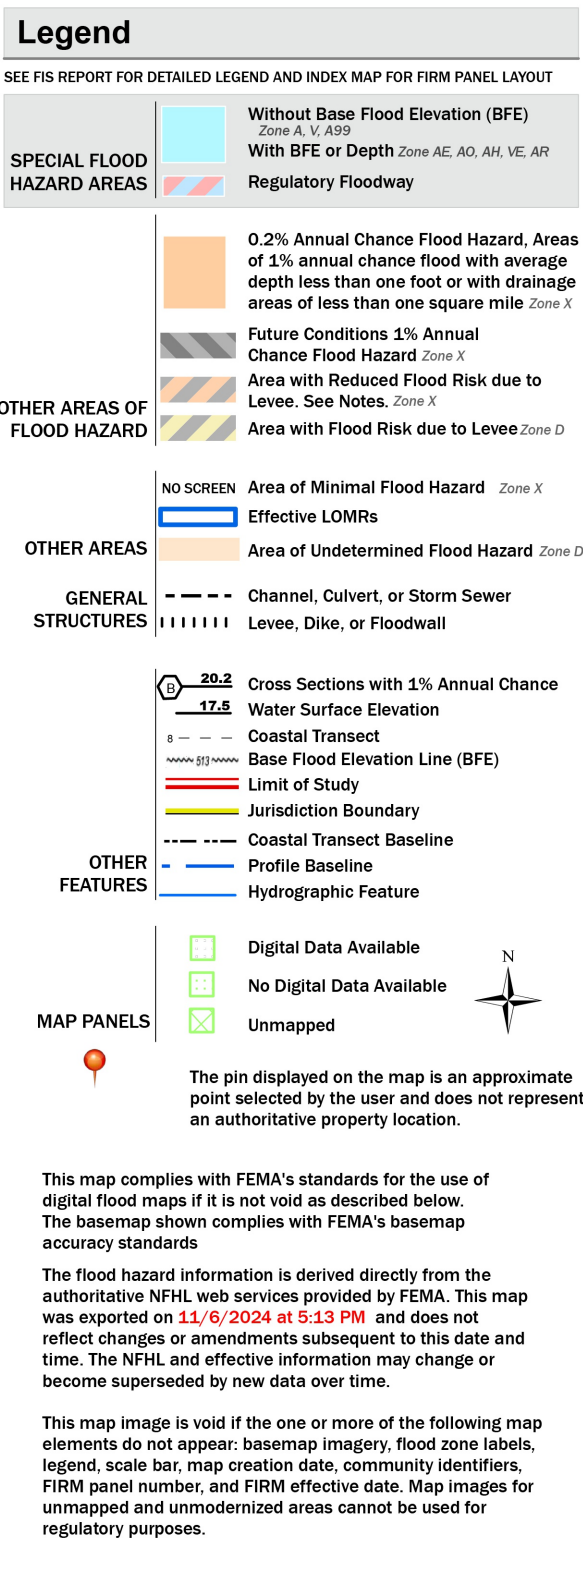 Legend
SEE FIS REPORT FOR DETAILED LEGEND AND INDEX MAP FOR FIRM PANEL LAYOUT
SPECIAL FLOOD
HAZARD AREAS
Without Base Flood Elevation (BFE)
Zone A, V, A99
With BFE or Depth Zone AE, AO, AH, VE, AR
Regulatory Floodway
0.2% Annual Chance Flood Hazard, Areas
of 1% annual chance flood with average
depth less than one foot or with drainage
areas of less than one square mile Zone X
Future Conditions 1% Annual
Chance Flood Hazard Zone X
Area with Reduced Flood Risk due to
Levee. See Notes. Zone X
Area with Flood Risk due to Levee Zone D
OTHER AREAS OF
FLOOD HAZARD
NO SCREEN Area of Minimal Flood Hazard Zone X
Effective LOMRs
OTHER AREAS
Area of Undetermined Flood Hazard Zone D
GENERAL
STRUCTURES
Channel, Culvert, or Storm Sewer
Levee, Dike, or Floodwall
B 20.2 Cross Sections with 1% Annual Chance
17.5 Water Surface Elevation
8 Coastal Transect
513 Base Flood Elevation Line (BFE)
Limit of Study
Jurisdiction Boundary
Coastal Transect Baseline
OTHER
FEATURES
Profile Baseline
Hydrographic Feature
Digital Data Available
No Digital Data Available
Unmapped
MAP PANELS
N
The pin displayed on the map is an approximate
point selected by the user and does not represent
an authoritative property location.
This map complies with FEMA's standards for the use of
digital flood maps if it is not void as described below.
The basemap shown complies with FEMA's basemap
accuracy standards
The flood hazard information is derived directly from the
authoritative NFHL web services provided by FEMA. This map
was exported on 11/6/2024 at 5:13 PM and does not
reflect changes or amendments subsequent to this date and
time. The NFHL and effective information may change or
become superseded by new data over time.
This map image is void if the one or more of the following map
elements do not appear: basemap imagery, flood zone labels,
legend, scale bar, map creation date, community identifiers,
FIRM panel number, and FIRM effective date. Map images for
unmapped and unmodernized areas cannot be used for
regulatory purposes.